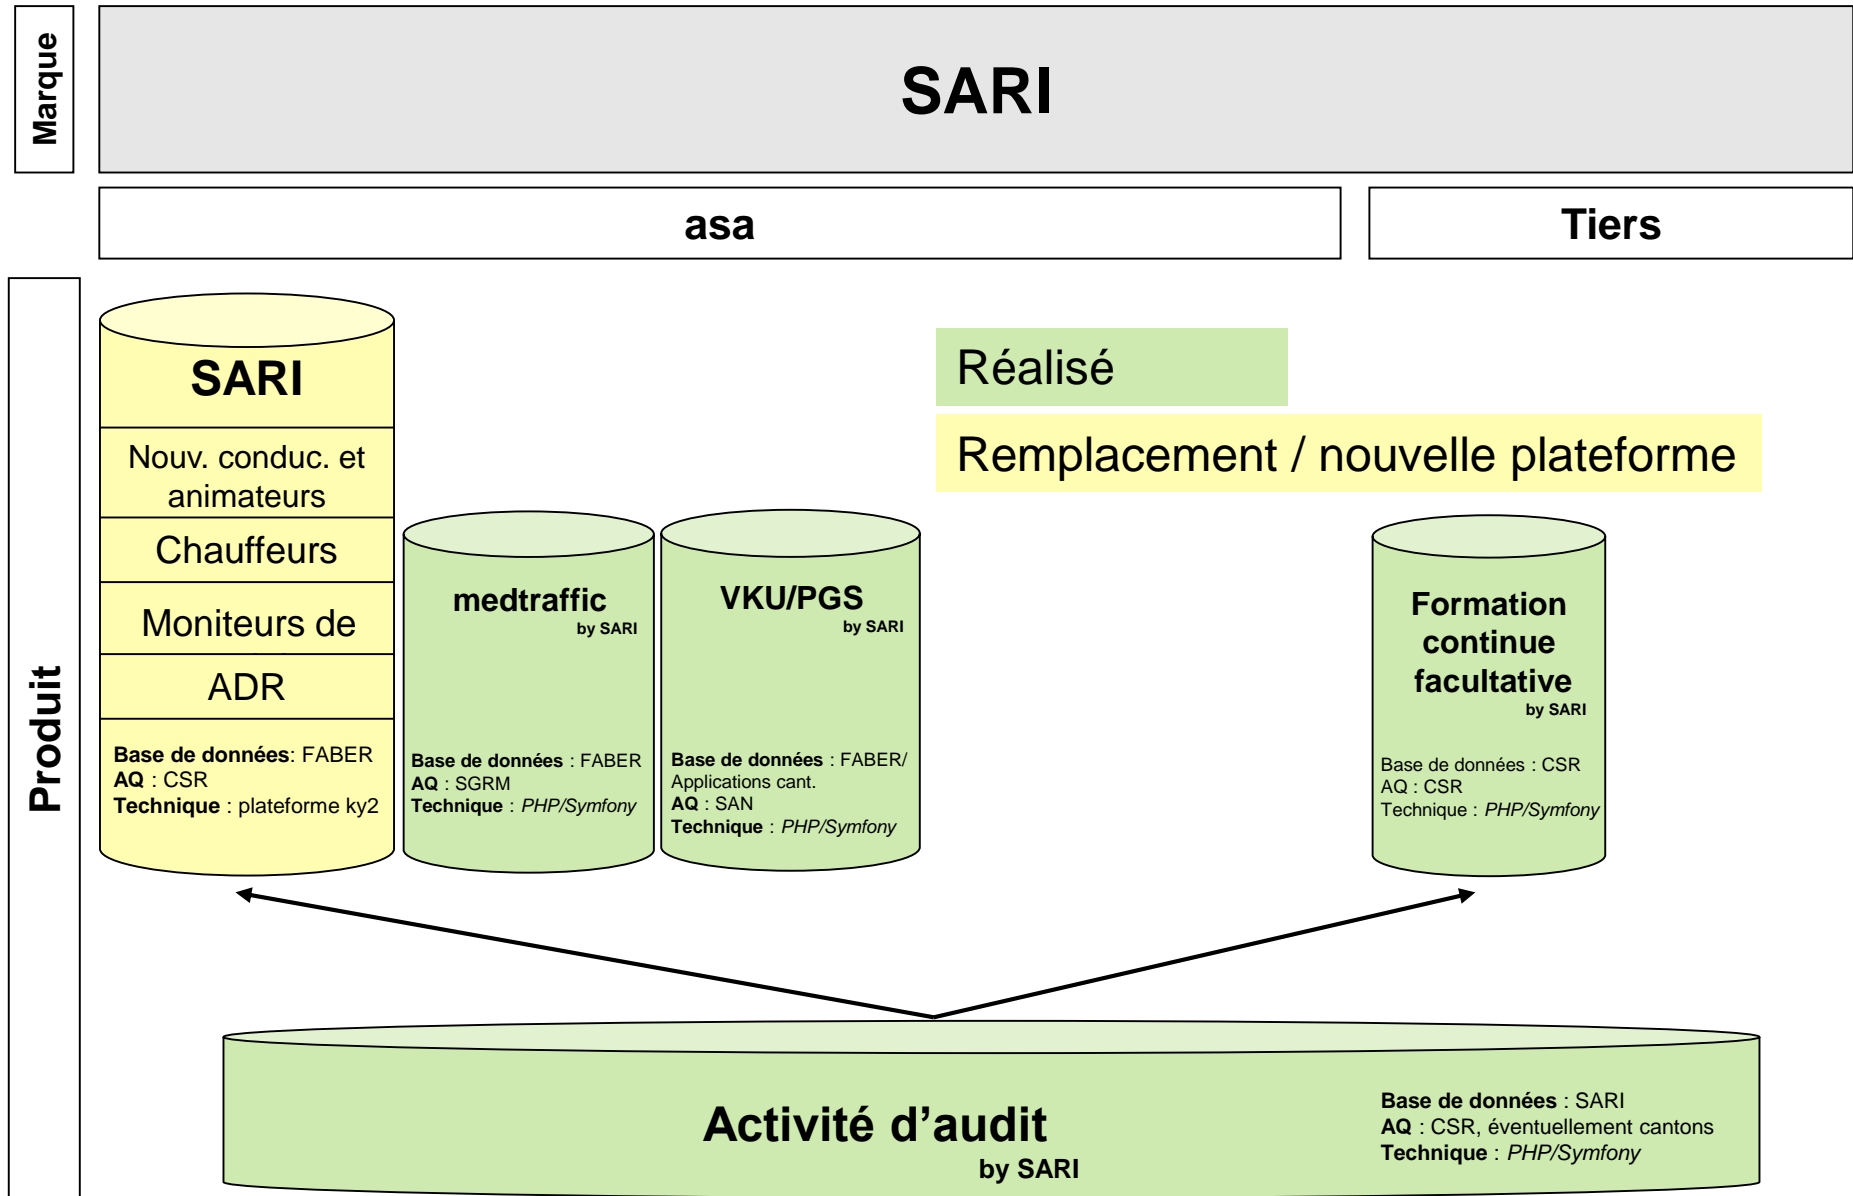 Marque
SARI
asa
Tiers
Produit
SARI
Nouv. conduc. et
animateurs
Chauffeurs
Moniteurs de
ADR
Base de données: FABER
AQ : CSR
Technique : plateforme ky2
medtraffic
by SARI
Base de données : FABER
AQ : SGRM
Technique : PHP/Symfony
VKU/PGS
by SARI
Base de données : FABER/
Applications cant.
AQ : SAN
Technique : PHP/Symfony
Réalisé
Remplacement / nouvelle plateforme
Formation
continue
facultative
by SARI
Base de données : CSR
AQ : CSR
Technique : PHP/Symfony
Activité d’audit
by SARI
Base de données : SARI
AQ : CSR, éventuellement cantons
Technique : PHP/Symfony